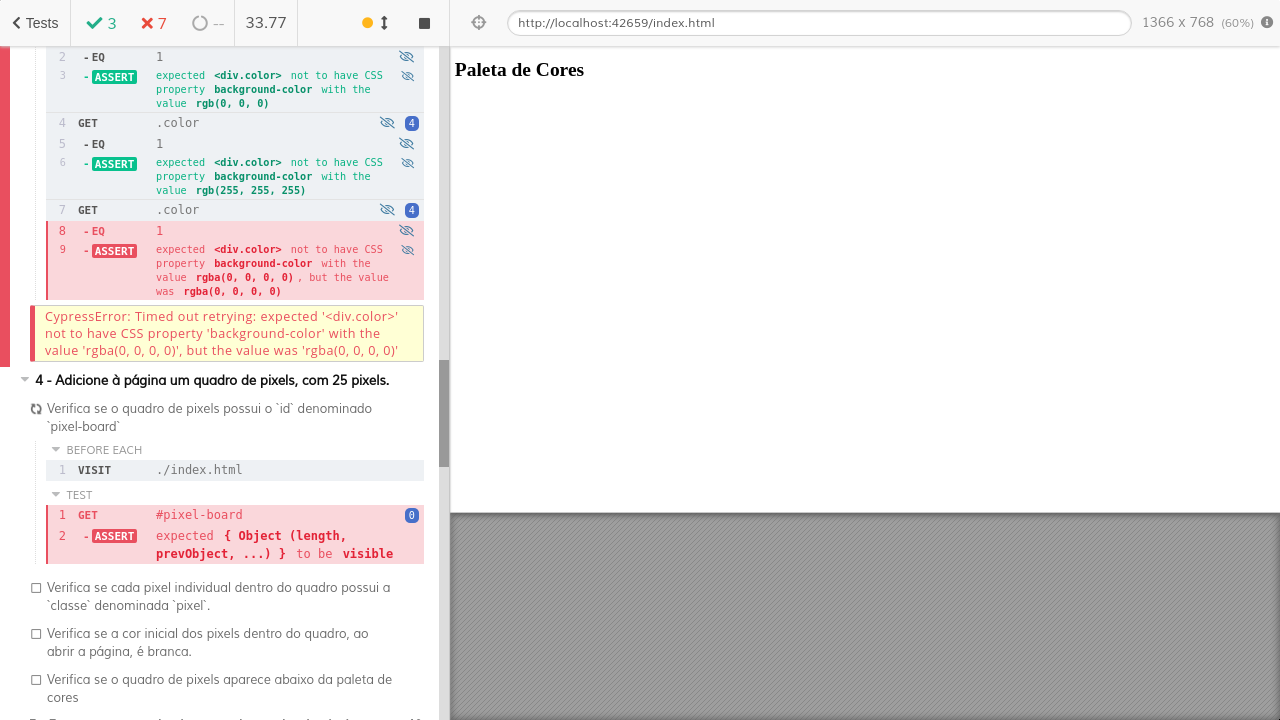 Tests 3 7 -- 33.77
http://localhost:42659/index.html 1366 x 768 (60%)
2 - EQ 1
3 - ASSERT expected <div.color> not to have CSS
property background-color with the
value rgb(0, 0, 0)
4 GET .color 4
5 - EQ 1
6 - ASSERT expected <div.color> not to have CSS
property background-color with the
value rgb(255, 255, 255)
7 GET .color 4
8 - EQ 1
9 - ASSERT expected <div.color> not to have CSS
property background-color with the
value rgba(0, 0, 0, 0), but the value
was rgba(0, 0, 0, 0)
CypressError: Timed out retrying: expected '<div.color>'
not to have CSS property 'background-color' with the
value 'rgba(0, 0, 0, 0)', but the value was 'rgba(0, 0, 0, 0)'
4 - Adicione à página um quadro de pixels, com 25 pixels.
Verifica se o quadro de pixels possui o `id` denominado
`pixel-board`
BEFORE EACH
1 VISIT ./index.html
TEST
1 GET #pixel-board 0
2 - ASSERT expected { Object (length,
prevObject, ...) } to be visible
Verifica se cada pixel individual dentro do quadro possui a
`classe` denominada `pixel`.
Verifica se a cor inicial dos pixels dentro do quadro, ao
abrir a página, é branca.
Verifica se o quadro de pixels aparece abaixo da paleta de
cores
Paleta de Cores